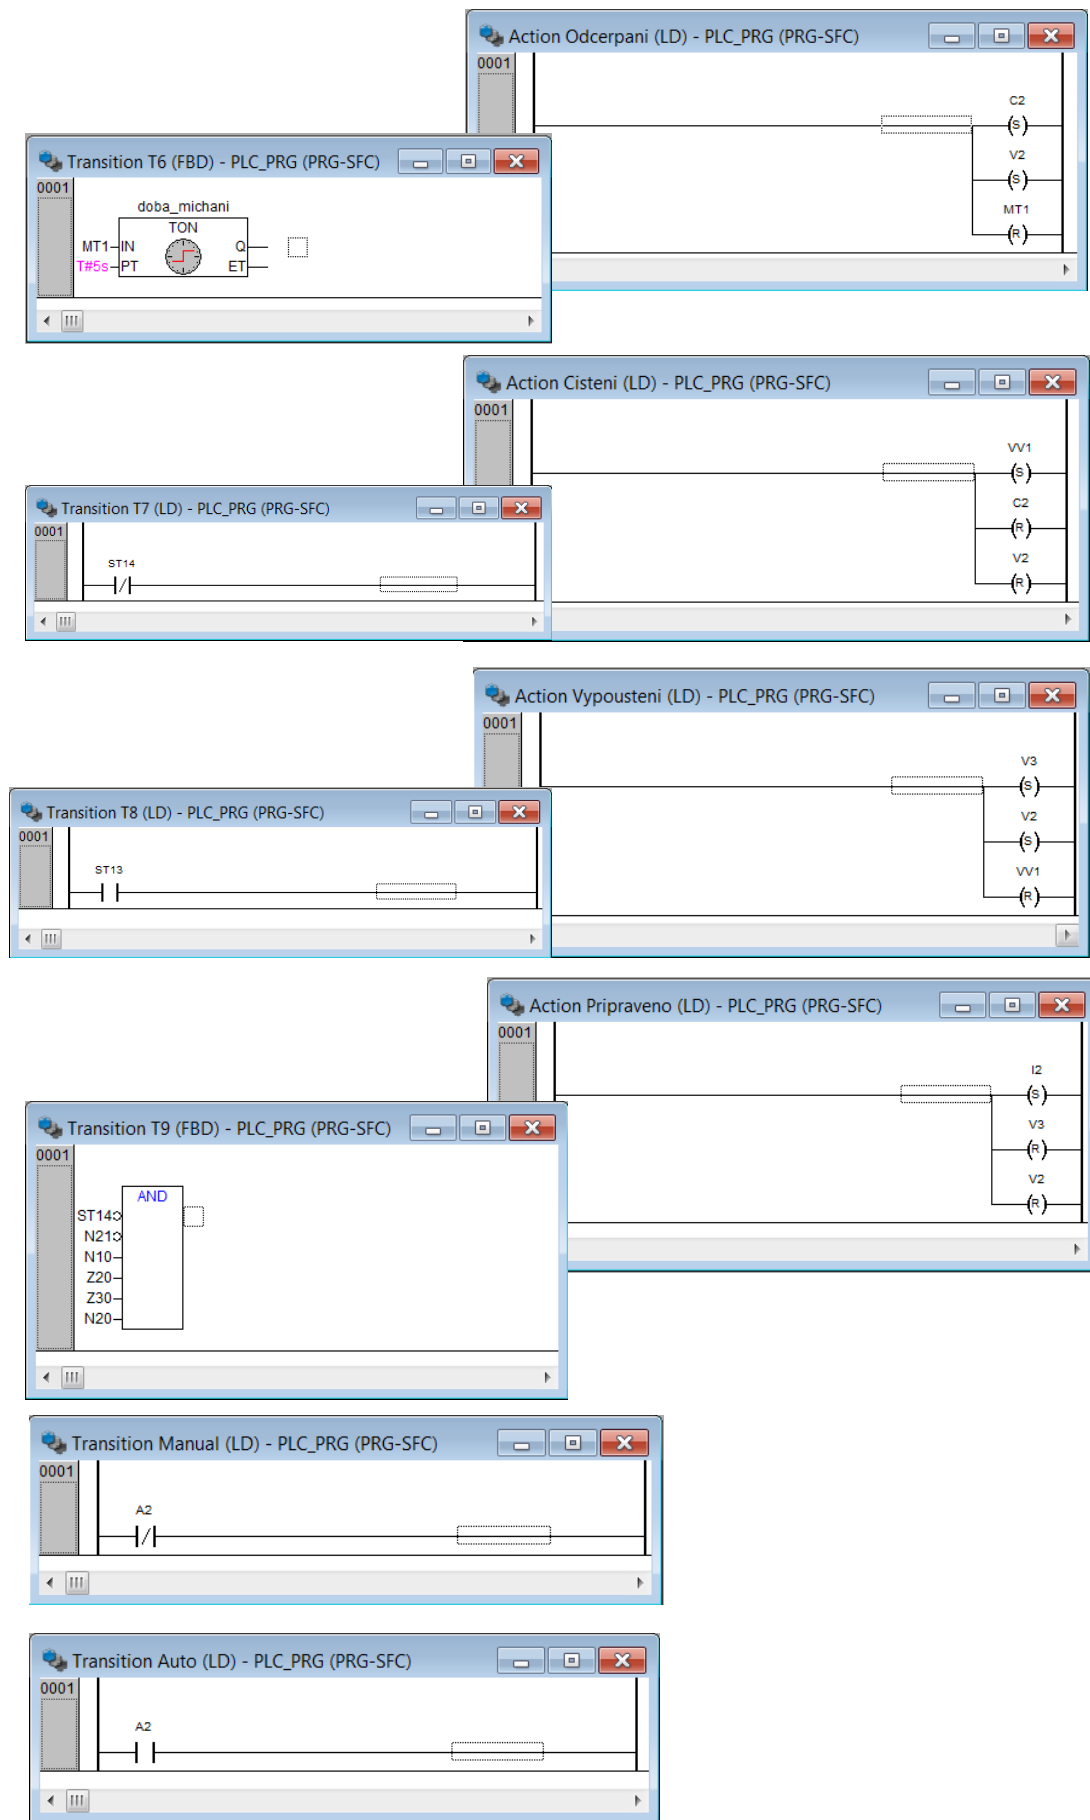 Action Odcerpani (LD) - PLC_PRG (PRG-SFC)
0001
C2
(S)
V2
(S)
MT1
(R)
Transition T6 (FBD) - PLC_PRG (PRG-SFC)
0001
doba_michani
TON
MT1 IN Q
T#5s PT ET
Action Cisteni (LD) - PLC_PRG (PRG-SFC)
0001
VV1
(S)
C2
(R)
V2
(R)
Transition T7 (LD) - PLC_PRG (PRG-SFC)
0001
ST14
Action Vypousteni (LD) - PLC_PRG (PRG-SFC)
0001
V3
(S)
V2
(S)
VV1
(R)
Transition T8 (LD) - PLC_PRG (PRG-SFC)
0001
ST13
Action Pripraveno (LD) - PLC_PRG (PRG-SFC)
0001
I2
(S)
V3
(R)
V2
(R)
Transition T9 (FBD) - PLC_PRG (PRG-SFC)
0001
AND
ST14
N21
N10
Z20
Z30
N20
Transition Manual (LD) - PLC_PRG (PRG-SFC)
0001
A2
Transition Auto (LD) - PLC_PRG (PRG-SFC)
0001
A2